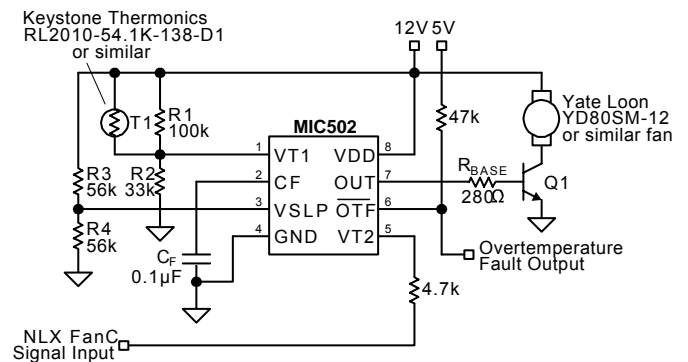 Keystone Thermonics
RL2010-54.1K-138-D1
or similar
12V 5V
T1
R1
100k
47k
Yate Loon
YD80SM-12
or similar fan
MIC502
R3
56k
R2
33k
1 VT1 VDD 8
2 CF OUT 7
3 VSLP OTF 6
4 GND VT2 5
RBASE
280Ω
Q1
R4
56k
CF
0.1µF
Overtemperature
Fault Output
4.7k
NLX FanC
Signal Input